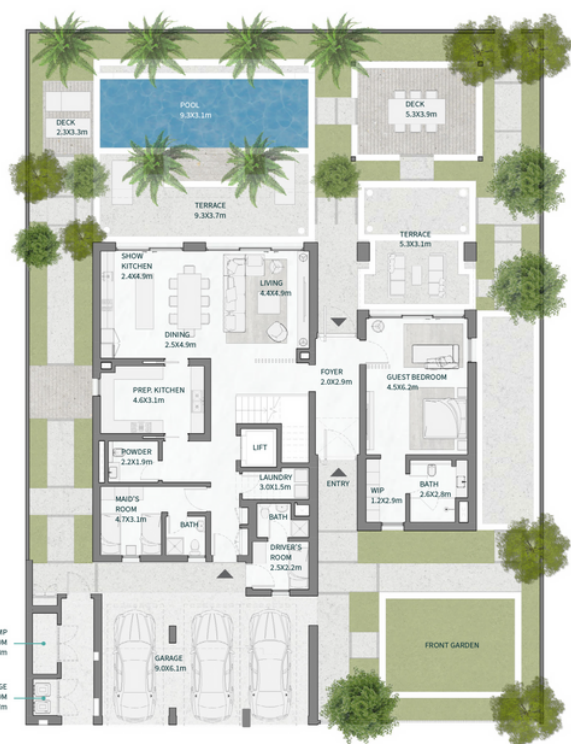 POOL
9.3X3.1m
DECK
5.3X3.9m
DECK
2.3X3.3m
TERRACE
9.3X3.7m
TERRACE
5.3X3.1m
SHOW
KITCHEN
2.4X4.9m
LIVING
4.4X4.9m
DINING
2.5X4.9m
FOYER
2.0X2.9m
GUEST BEDROOM
4.5X6.2m
PREP. KITCHEN
4.6X3.1m
LIFT
POWDER
2.2X1.9m
LAUNDRY
3.0X1.5m
ENTRY
WIP
1.2X2.9m
BATH
2.6X2.8m
MAID'S
ROOM
4.7X3.1m
BATH
BATH
DRIVER'S
ROOM
2.5X2.2m
GARAGE
9.0X6.1m
FRONT GARDEN